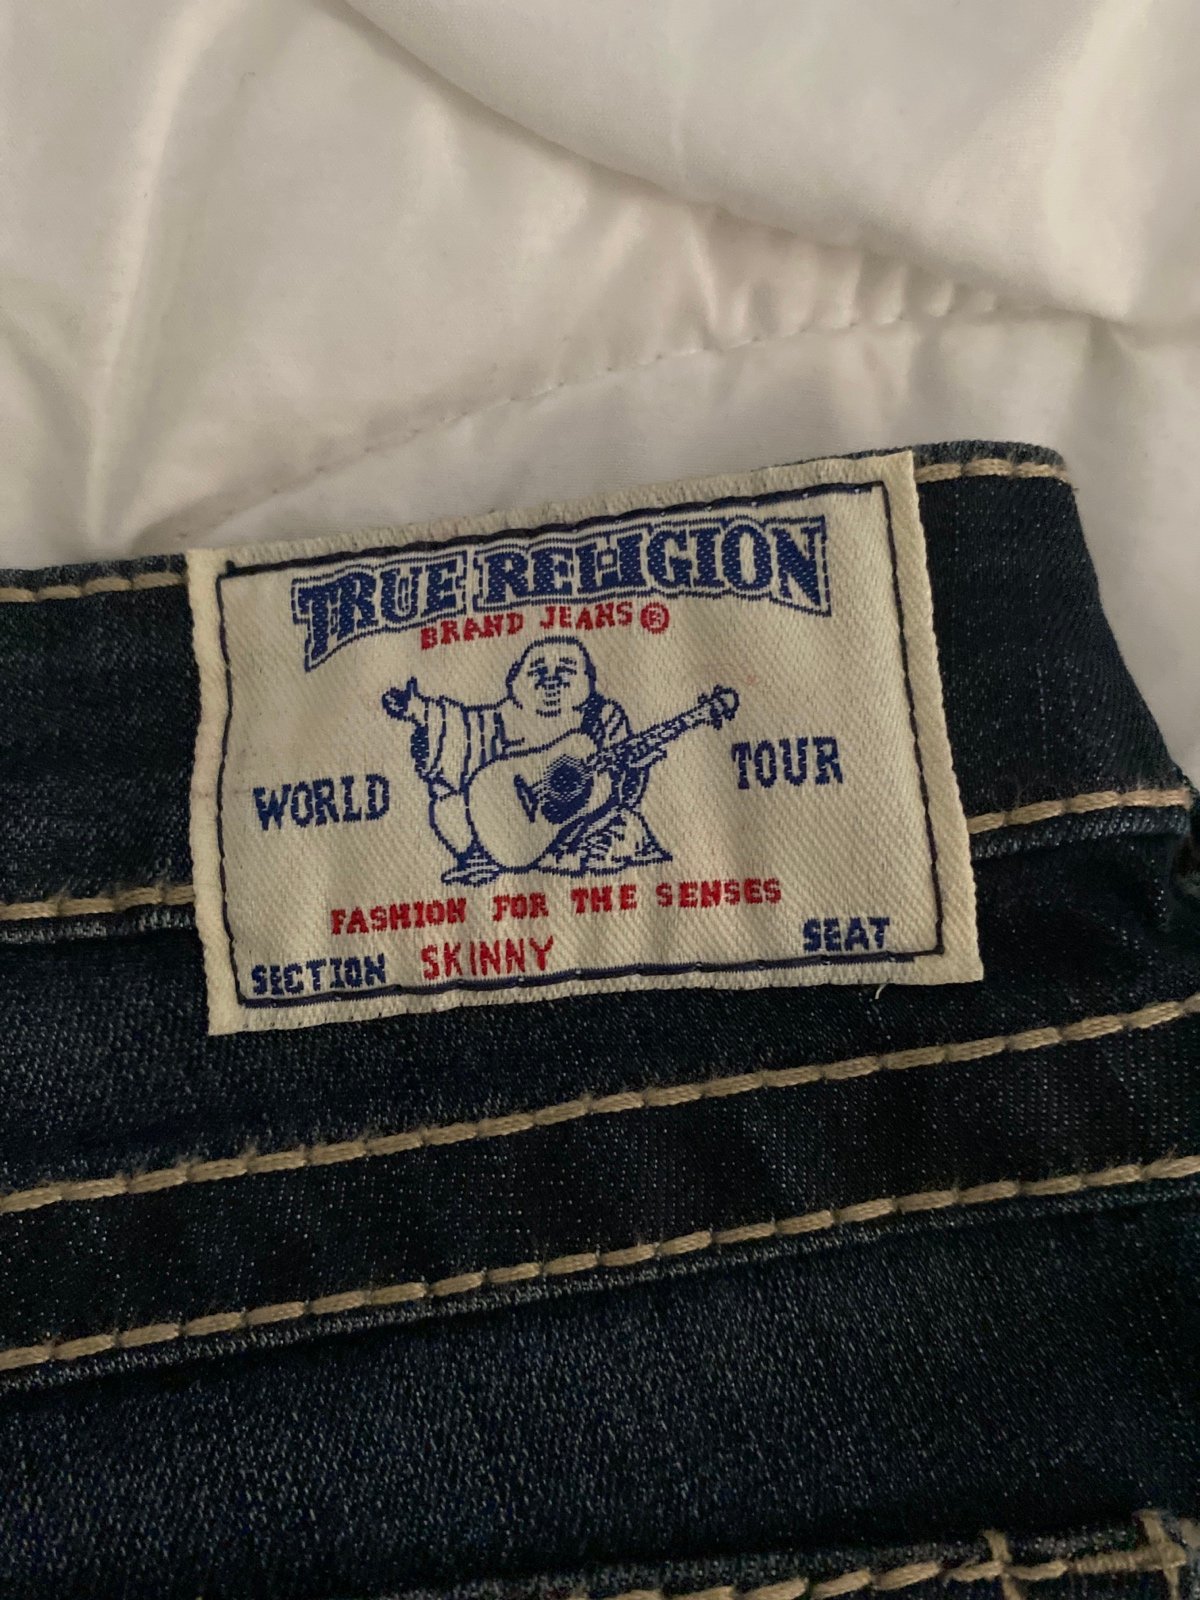 TRUE RELIGION
BRAND JEANS®
WORLD TOUR
FASHION FOR THE SENSES
SECTION SKINNY SEAT